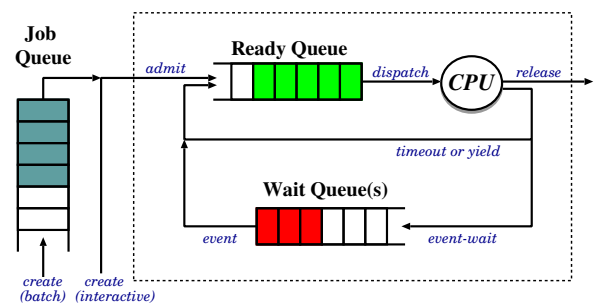 Job
Queue
Ready Queue
admit
dispatch
CPU
release
timeout or yield
Wait Queue(s)
event
event-wait
create
(batch)
create
(interactive)